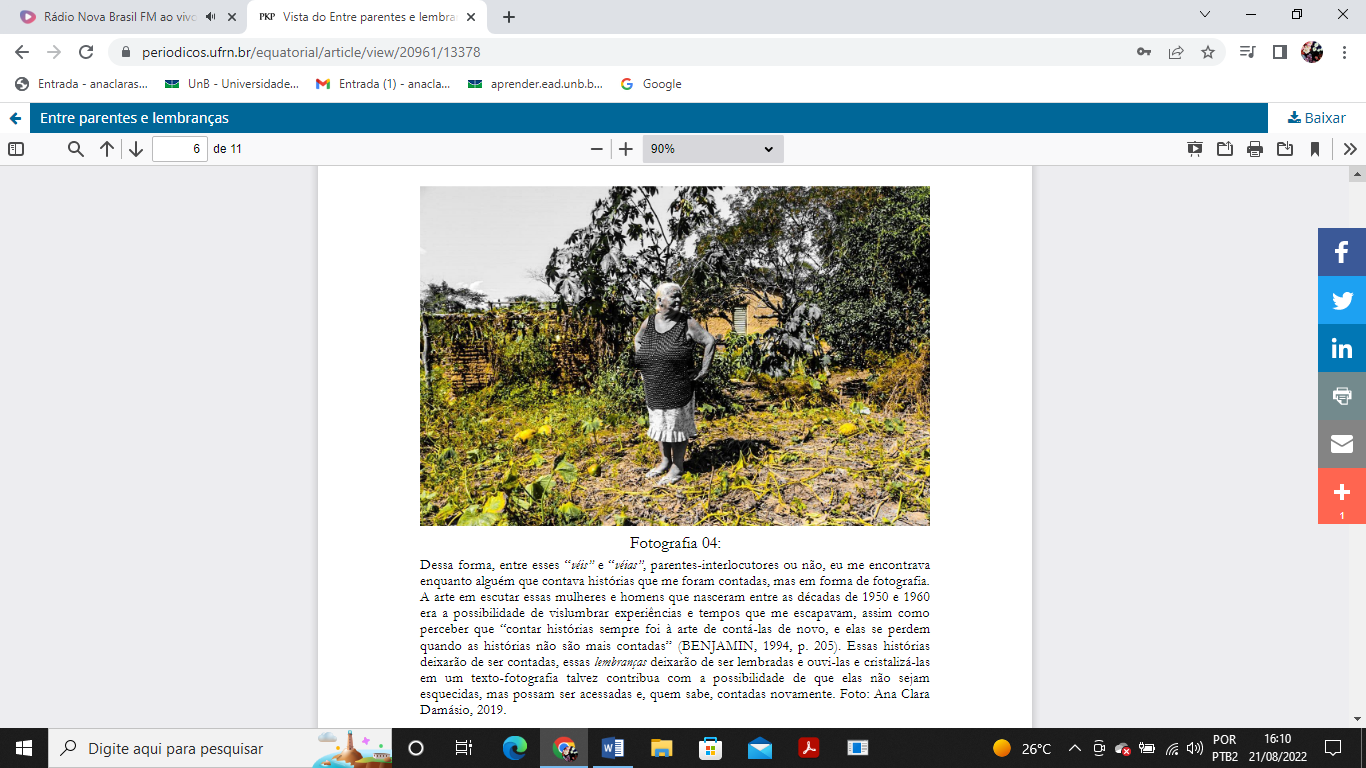 Rádio Nova Brasil FM ao vivo
PKP Vista do Entre parentes e lembra
periodicos.ufrn.br/equatorial/article/view/20961/13378
Entrada - anaclaras... UnB - Universidade... Entrada (1) - anacla... aprender.ead.unb.b... Google
Entre parentes e lembranças Baixar
6 de 11 90%
Fotografia 04:
Dessa forma, entre esses “véis” e “véias”, parentes-interlocutores ou não, eu me encontrava
enquanto alguém que contava histórias que me foram contadas, mas em forma de fotografia.
A arte em escutar essas mulheres e homens que nasceram entre as décadas de 1950 e 1960
era a possibilidade de vislumbrar experiências e tempos que me escapavam, assim como
perceber que “contar histórias sempre foi à arte de contá-las de novo, e elas se perdem
quando as histórias não são mais contadas” (BENJAMIN, 1994, p. 205). Essas histórias
deixarão de ser contadas, essas lembranças deixarão de ser lembradas e ouvi-las e cristalizá-las
em um texto-fotografia talvez contribua com a possibilidade de que elas não sejam
esquecidas, mas possam ser acessadas e, quem sabe, contadas novamente. Foto: Ana Clara
Damásio, 2019.
1
Digite aqui para pesquisar
26°C
POR
PTB2
16:10
21/08/2022